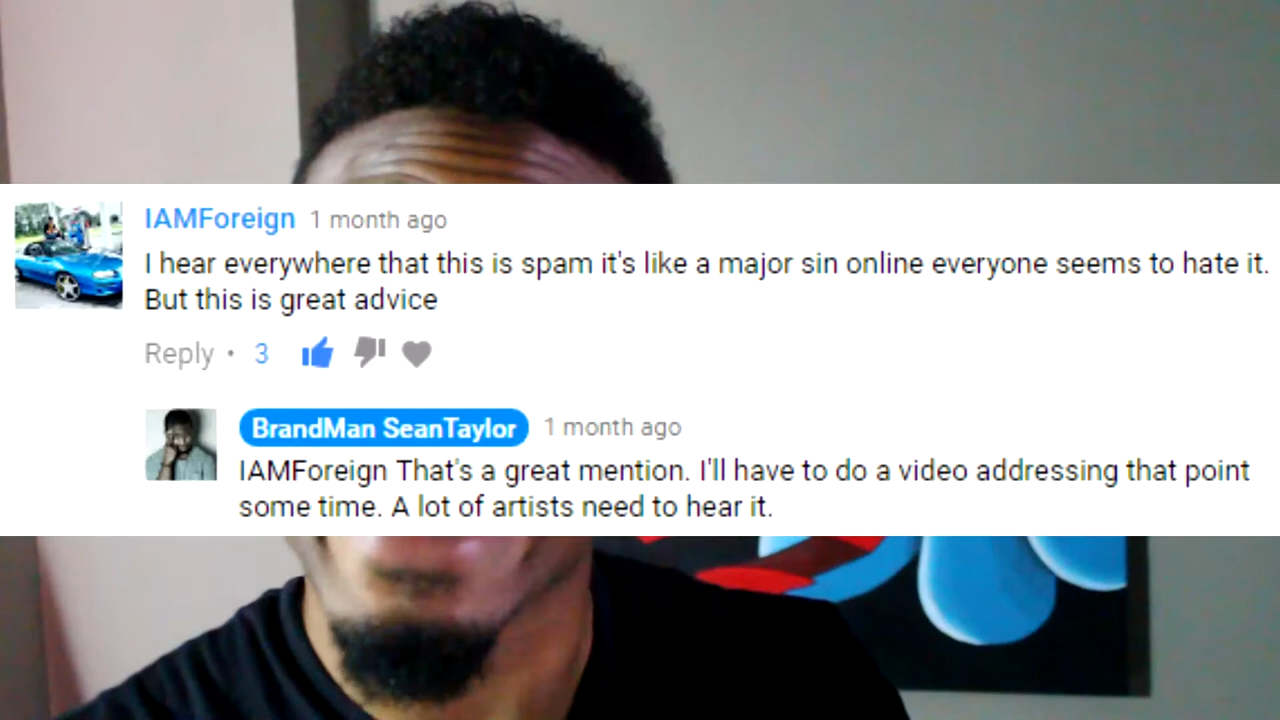 IAMForeign 1 month ago
I hear everywhere that this is spam it's like a major sin online everyone seems to hate it.
But this is great advice
Reply • 3
BrandMan SeanTaylor 1 month ago
IAMForeign That's a great mention. I'll have to do a video addressing that point
some time. A lot of artists need to hear it.